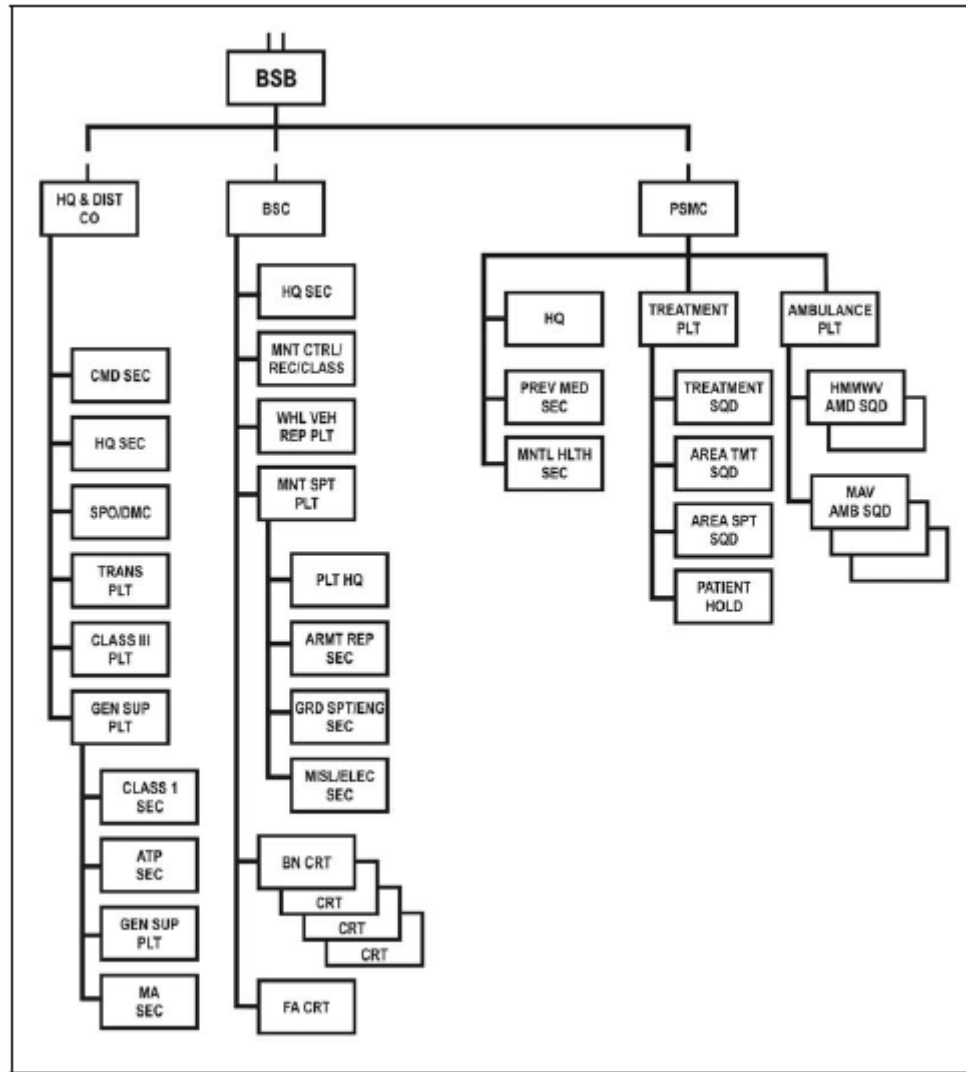 BSB
HQ & DIST
CO
CMD SEC
HQ SEC
SPO/DMC
TRANS
PLT
CLASS III
PLT
GEN SUP
PLT
CLASS 1
SEC
ATP
SEC
GEN SUP
PLT
MA
SEC
BSC
HQ SEC
MNT CTRL/
REC/CLASS
WHL VEH
REP PLT
MNT SPT
PLT
PLT HQ
ARMT REP
SEC
GRD SPT/ENG
SEC
MISL/ELEC
SEC
BN CRT
CRT
CRT
CRT
FA CRT
PSMC
HQ
PREV MED
SEC
MNTL HLTH
SEC
TREATMENT
PLT
TREATMENT
SQD
AREA TMT
SQD
AREA SPT
SQD
PATIENT
HOLD
AMBULANCE
PLT
HMMWV
AMD SQD
MAV
AMB SQD